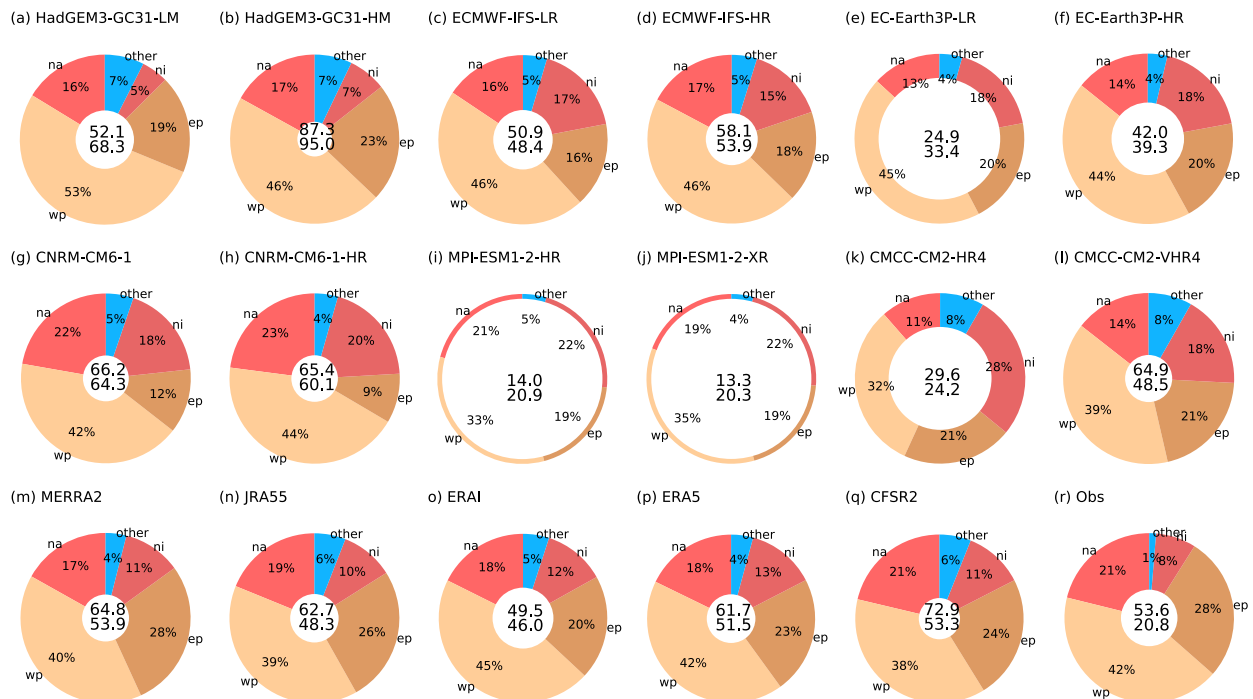 (a) HadGEM3-GC31-LM
other
na
ni
7%
16%
5%
19%
ep
52.1
68.3
53%
wp
(b) HadGEM3-GC31-HM
other
na
ni
7%
17%
7%
23%
ep
87.3
95.0
46%
wp
(c) ECMWF-IFS-LR
other
na
ni
5%
16%
17%
50.9
48.4
16%
ep
46%
wp
(d) ECMWF-IFS-HR
other
na
ni
5%
17%
15%
58.1
53.9
18%
ep
46%
wp
(e) EC-Earth3P-LR
other
na
ni
4%
13%
18%
24.9
33.4
20%
ep
45%
wp
(f) EC-Earth3P-HR
other
na
ni
4%
14%
18%
42.0
39.3
20%
ep
44%
wp
(g) CNRM-CM6-1
other
na
ni
5%
22%
18%
66.2
64.3
12%
ep
42%
wp
(h) CNRM-CM6-1-HR
other
na
ni
4%
23%
20%
65.4
60.1
9%
ep
44%
wp
(i) MPI-ESM1-2-HR
other
na
ni
5%
21%
22%
14.0
20.9
33%
19%
ep
wp
(j) MPI-ESM1-2-XR
other
na
ni
4%
19%
22%
13.3
20.3
35%
19%
ep
wp
(k) CMCC-CM2-HR4
other
na
8%
11%
28%
ni
29.6
24.2
32%
wp
21%
ep
(l) CMCC-CM2-VHR4
other
na
ni
8%
14%
18%
64.9
48.5
21%
ep
39%
wp
(m) MERRA2
other
na
ni
4%
17%
11%
64.8
53.9
28%
ep
40%
wp
(n) JRA55
other
na
ni
6%
19%
10%
62.7
48.3
26%
ep
39%
wp
(o) ERAI
other
na
ni
5%
18%
12%
49.5
46.0
20%
ep
45%
wp
(p) ERA5
other
na
ni
4%
18%
13%
61.7
51.5
23%
ep
42%
wp
(q) CFSR2
other
na
ni
6%
21%
11%
72.9
53.3
24%
ep
38%
wp
(r) Obs
other
na
ni
1%
8%
21%
28%
ep
53.6
20.8
42%
wp